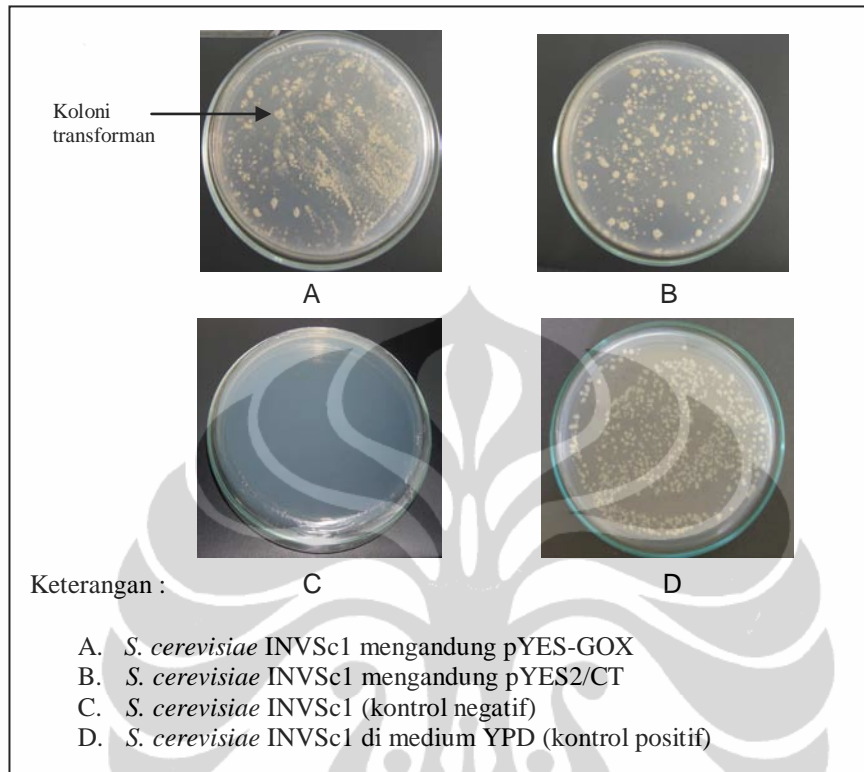 Koloni
transforman
A
B
C
D
Keterangan :
A. S. cerevisiae INVSc1 mengandung pYES-GOX
B. S. cerevisiae INVSc1 mengandung pYES2/CT
C. S. cerevisiae INVSc1 (kontrol negatif)
D. S. cerevisiae INVSc1 di medium YPD (kontrol positif)